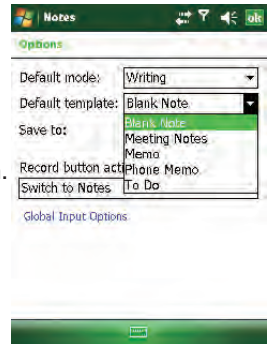 Notes
ok
Options
Default mode: Writing
Default template: Blank Note
Blank Note
Save to:
Meeting Notes
Memo
Record button acti
Phone Memo
Switch to Notes
To Do
Global Input Options